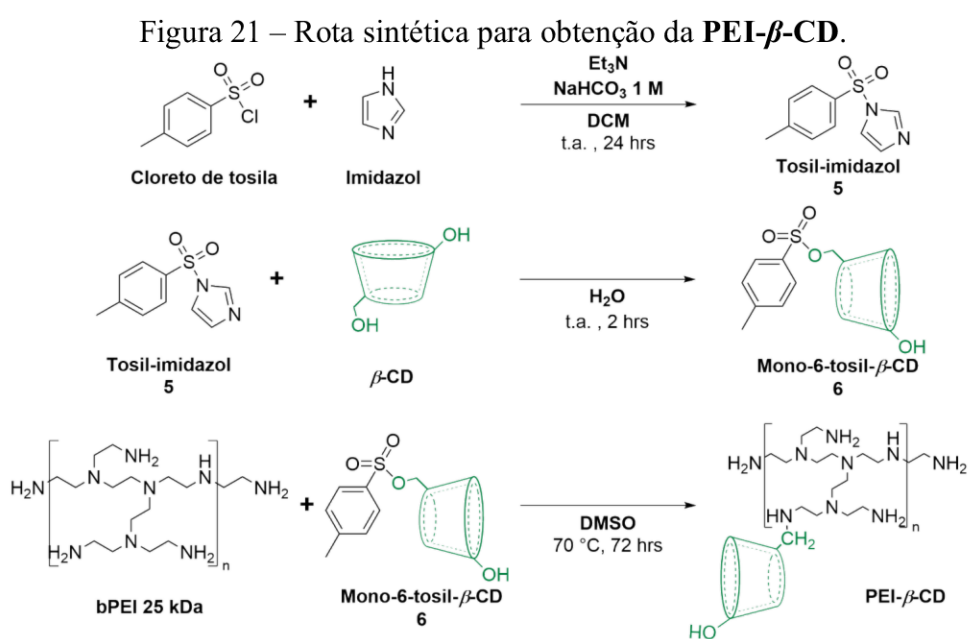 Figura 21 – Rota sintética para obtenção da PEI-β-CD.
O
O
S
Cl
+
H
N
N
Et₃N
NaHCO₃ 1 M
DCM
t.a. , 24 hrs
O
O
S
N
N
Cloreto de tosila
Imidazol
Tosil-imidazol
5
O
O
S
N
N
+
OH
OH
H₂O
t.a. , 2 hrs
O
O
S
O
OH
Tosil-imidazol
5
β-CD
Mono-6-tosil-β-CD
6
NH₂
H₂N
N
N
H
N
NH₂
N
H₂N
NH₂
n
+
O
O
S
O
OH
DMSO
70 °C, 72 hrs
NH₂
H₂N
N
N
H
N
NH₂
N
HN
NH₂
n
CH₂
HO
bPEI 25 kDa
Mono-6-tosil-β-CD
6
PEI-β-CD